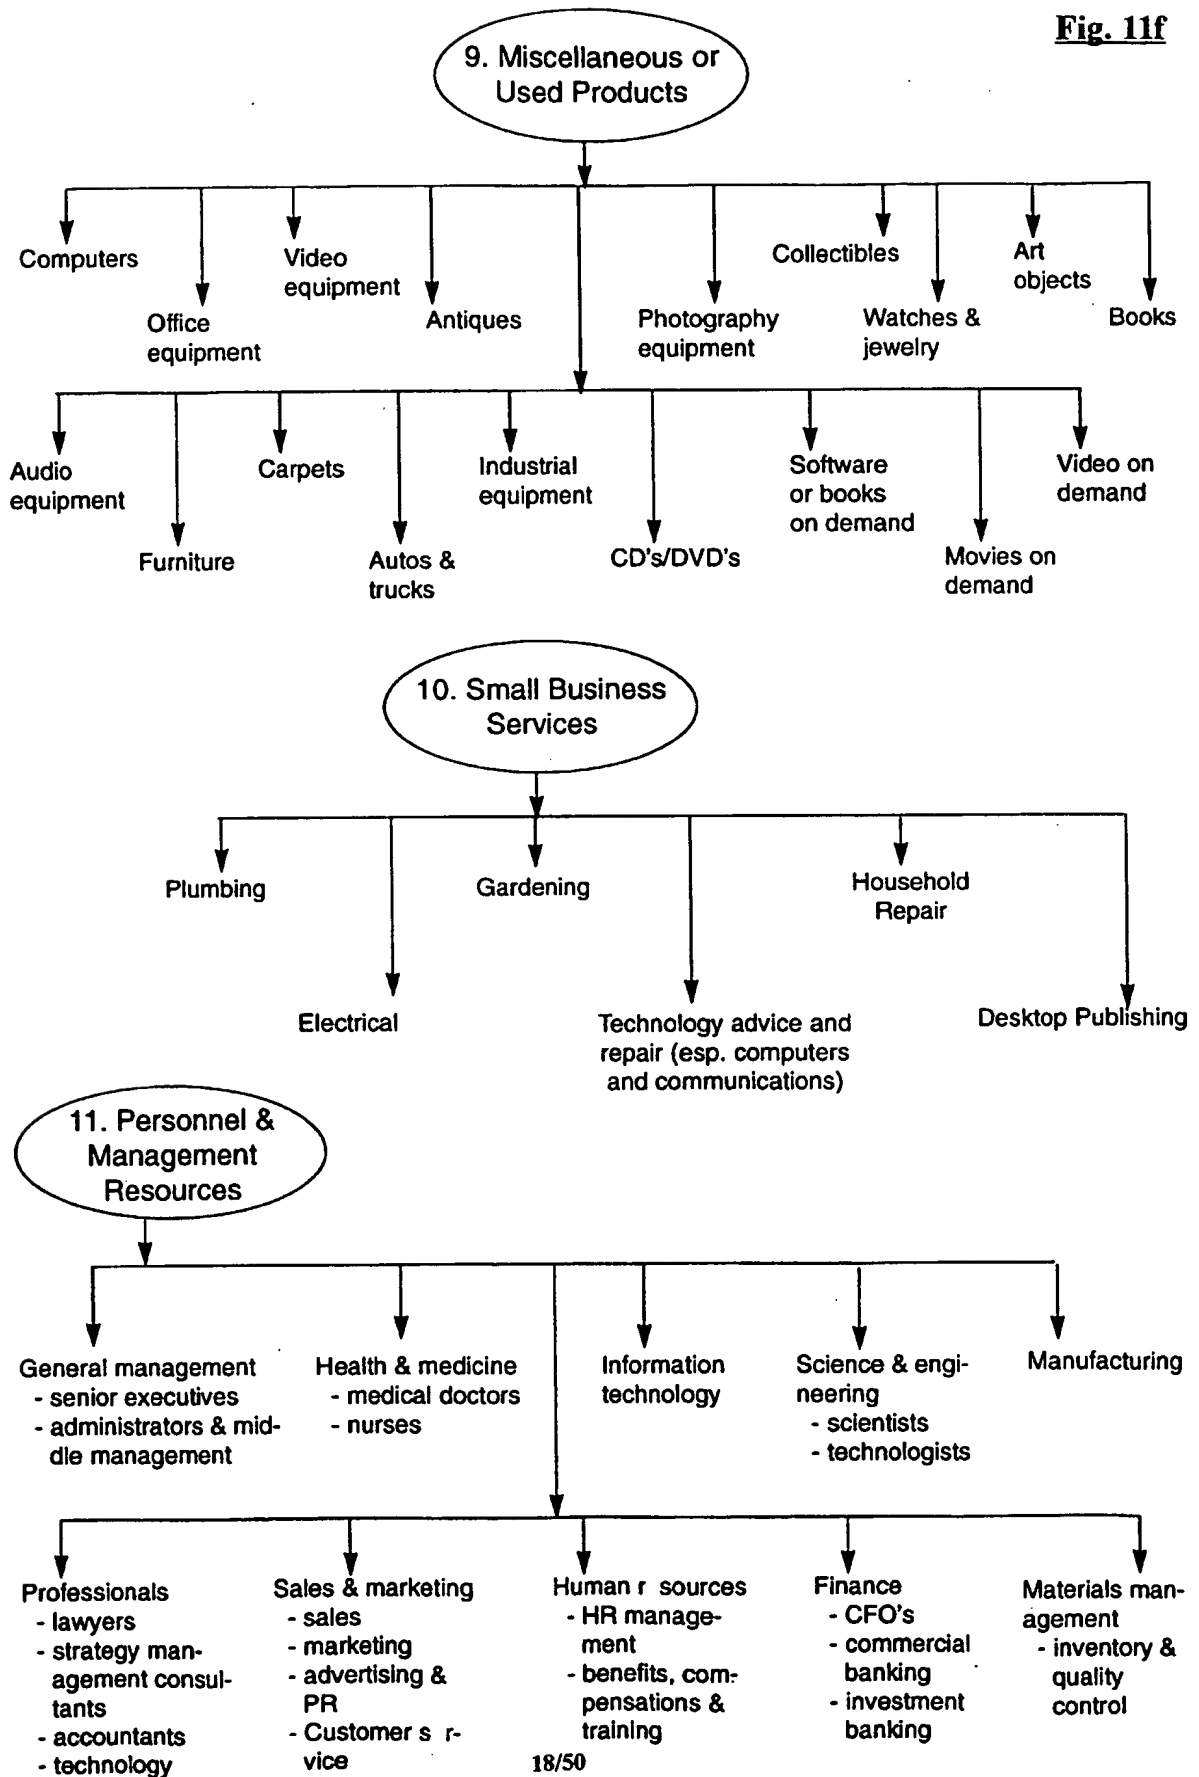 Fig. 11f
9. Miscellaneous or
Used Products
Computers
Office
equipment
Video
equipment
Antiques
Photography
equipment
Collectibles
Watches &
jewelry
Art
objects
Books
Audio
equipment
Furniture
Carpets
Autos &
trucks
Industrial
equipment
CD's/DVD's
Software
or books
on demand
Movies on
demand
Video on
demand
10. Small Business
Services
Plumbing
Electrical
Gardening
Technology advice and
repair (esp. computers
and communications)
Household
Repair
Desktop Publishing
11. Personnel &
Management
Resources
General management
- senior executives
- administrators & mid-
dle management
Health & medicine
- medical doctors
- nurses
Information
technology
Science & engi-
neering
- scientists
- technologists
Manufacturing
Professionals
- lawyers
- strategy man-
agement consul-
tants
- accountants
- technology
Sales & marketing
- sales
- marketing
- advertising &
PR
- Customer s r-
vice
Human r sources
- HR manage-
ment
- benefits, com-
pensations &
training
Finance
- CFO's
- commercial
banking
- investment
banking
Materials man-
agement
- inventory &
quality
control
18/50